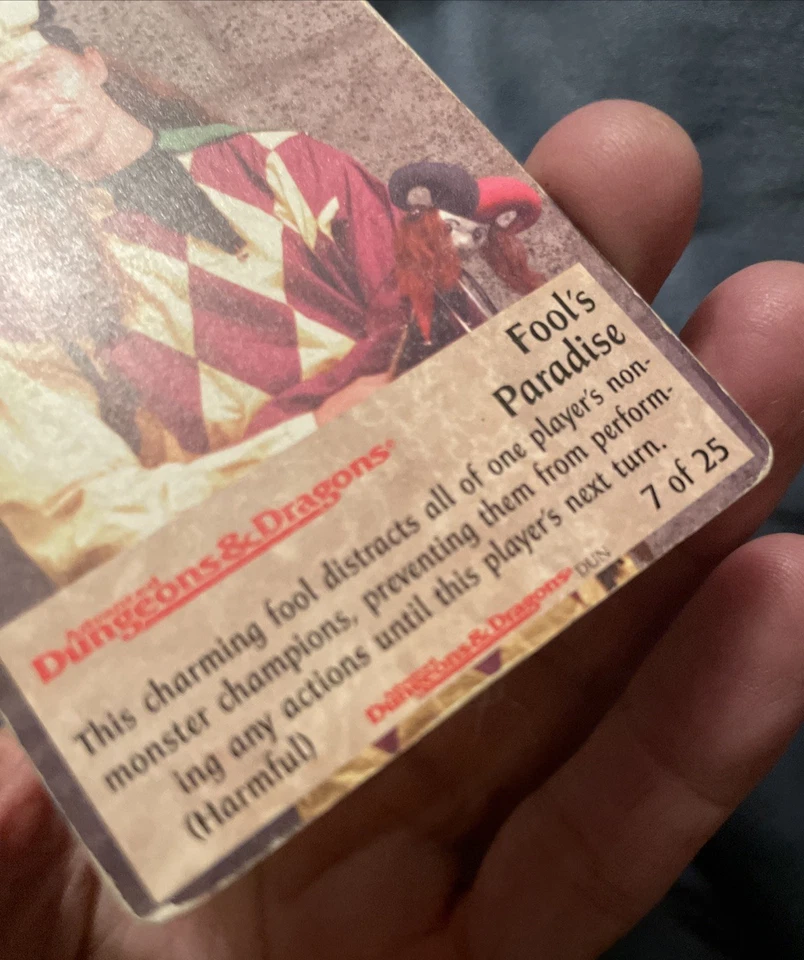 Fool's
Paradise
Advanced
Dungeons & Dragons®
This charming fool distracts all of one player's non-
monster champions, preventing them from perform-
ing any actions until this player's next turn.
(Harmful)
7 of 25
Advanced
Dungeons & Dragons® DUN